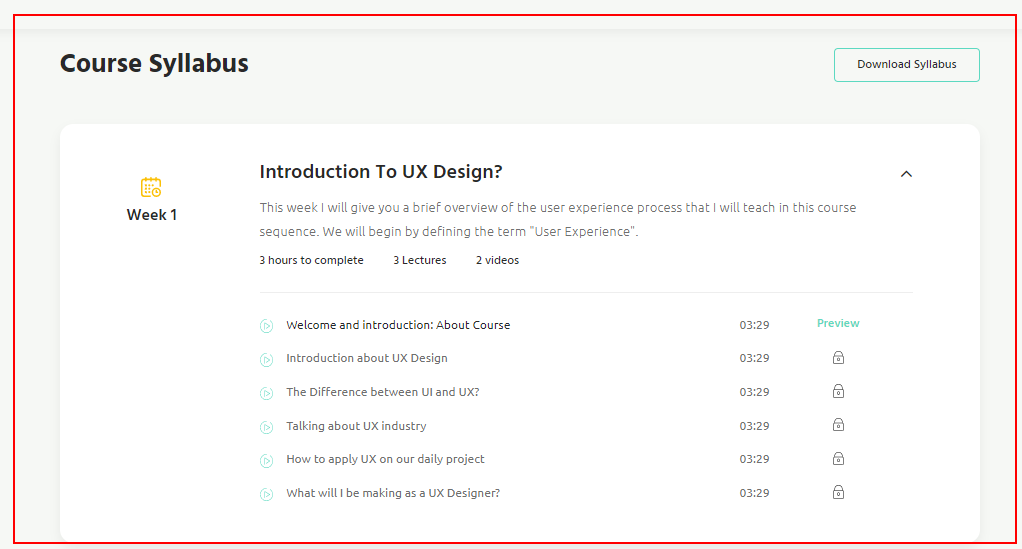 Course Syllabus
Download Syllabus
Week 1
Introduction To UX Design?
This week I will give you a brief overview of the user experience process that I will teach in this course
sequence. We will begin by defining the term "User Experience".
3 hours to complete 3 Lectures 2 videos
Welcome and introduction: About Course 03:29 Preview
Introduction about UX Design 03:29
The Difference between UI and UX? 03:29
Talking about UX industry 03:29
How to apply UX on our daily project 03:29
What will I be making as a UX Designer? 03:29